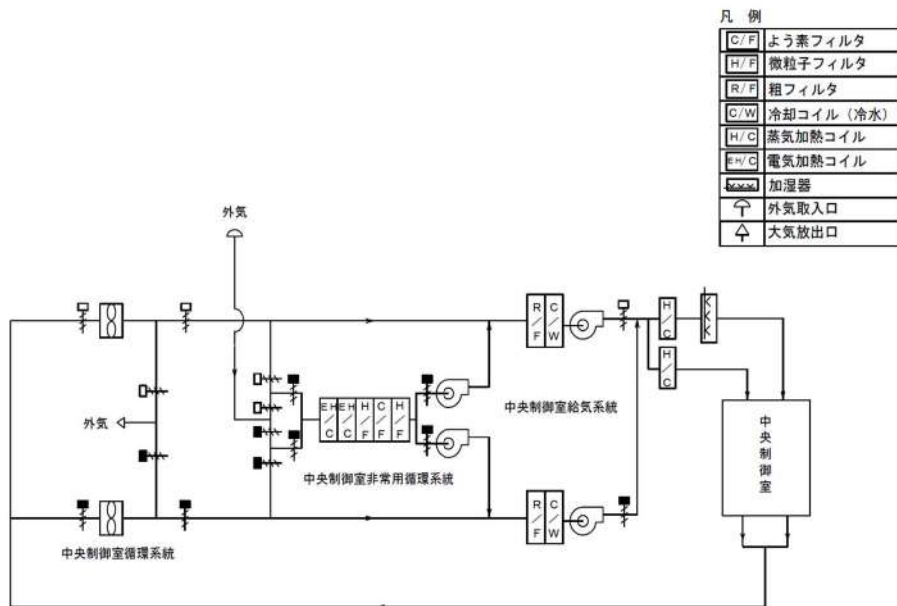 凡 例
C/F よう素フィルタ
H/F 微粒子フィルタ
R/F 粗フィルタ
C/W 冷却コイル（冷水）
H/C 蒸気加熱コイル
EH/C 電気加熱コイル
加湿器
外気取入口
大気放出口
外気
R/F
C/W
H/C
H/C
外気
EH/C
EH/C
H/F
C/F
H/F
中央制御室給気系統
中央制御室
中央制御室非常用循環系統
R/F
C/W
中央制御室循環系統